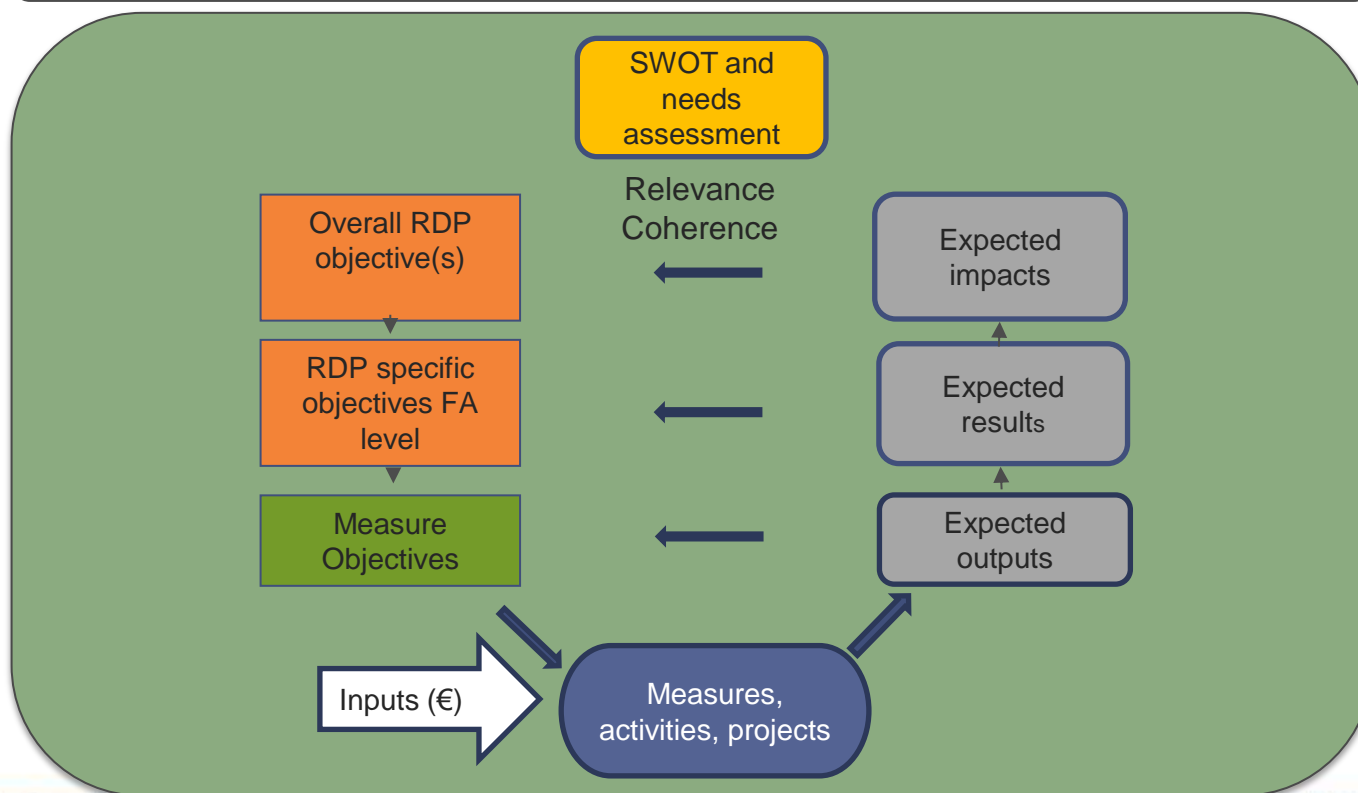 SWOT and
needs
assessment
Relevance
Coherence
Overall RDP
objective(s)
Expected
impacts
RDP specific
objectives FA
level
Expected
results
Measure
Objectives
Expected
outputs
Inputs (€)
Measures,
activities, projects